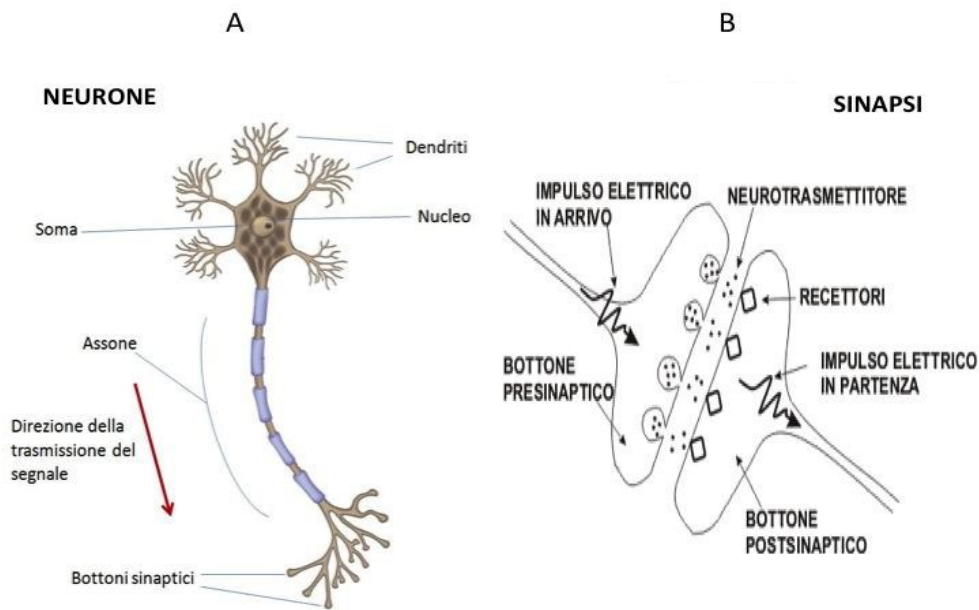 A
NEURONE
Dendriti
Nucleo
Soma
Assone
Direzione della
trasmissione del
segnale
Bottoni sinaptici
B
SINAPSI
IMPULSO ELETTRICO
IN ARRIVO
NEUROTRASMETTITORE
RECETTORI
BOTTONE
PRESINAPTICO
IMPULSO ELETTRICO
IN PARTENZA
BOTTONE
POSTSINAPTICO